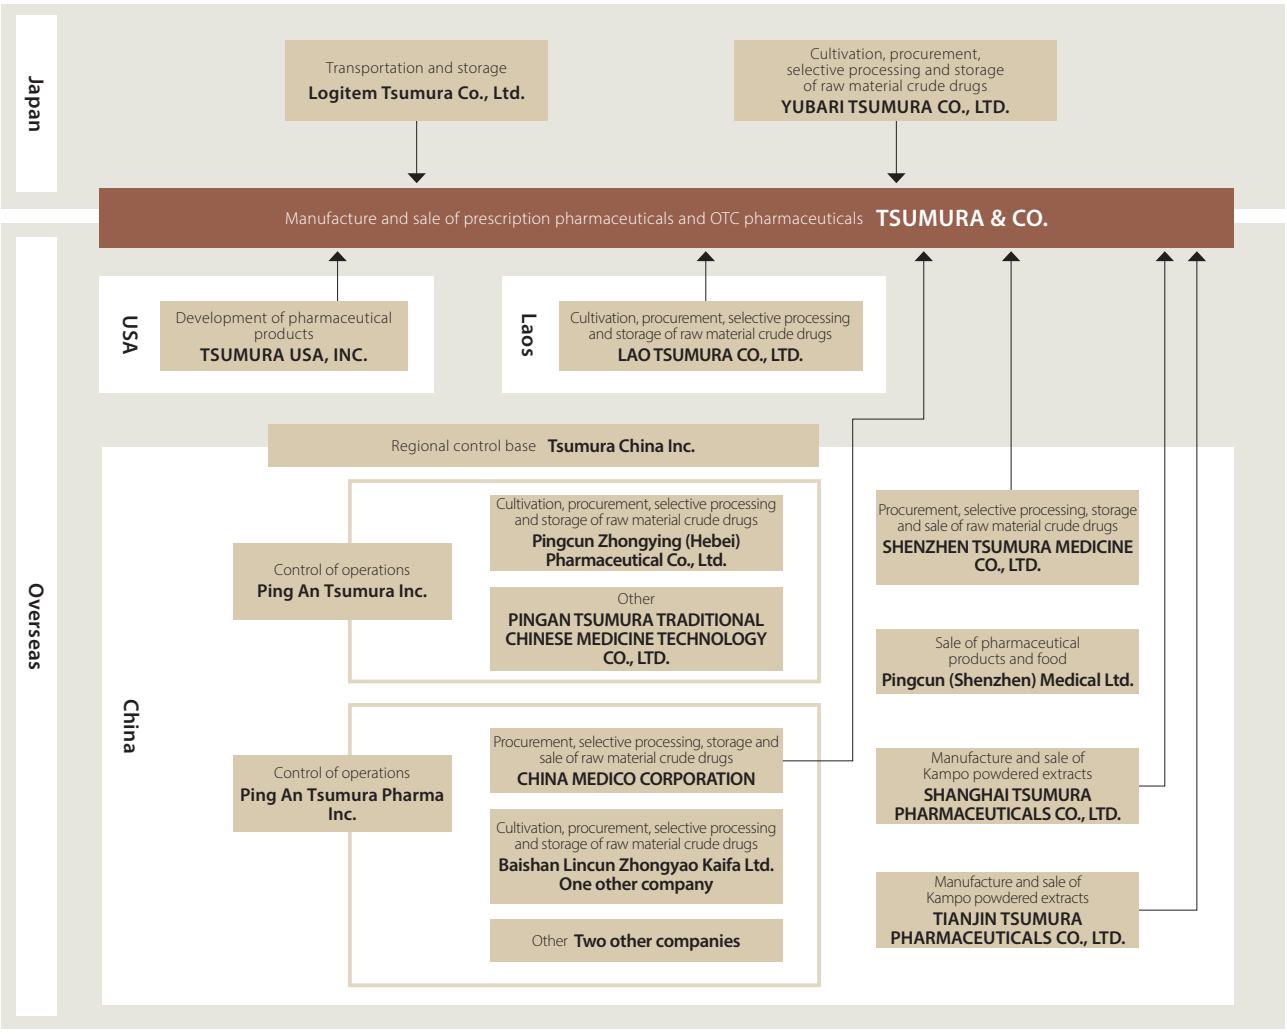 Japan
Transportation and storage
Logitem Tsumura Co., Ltd.
Cultivation, procurement,
selective processing and storage
of raw material crude drugs
YUBARI TSUMURA CO., LTD.
Manufacture and sale of prescription pharmaceuticals and OTC pharmaceuticals TSUMURA & CO.
Overseas
USA
Development of pharmaceutical
products
TSUMURA USA, INC.
Laos
Cultivation, procurement, selective processing
and storage of raw material crude drugs
LAO TSUMURA CO., LTD.
China
Regional control base Tsumura China Inc.
Control of operations
Ping An Tsumura Inc.
Cultivation, procurement, selective processing
and storage of raw material crude drugs
Pingcun Zhongying (Hebei)
Pharmaceutical Co., Ltd.
Other
PINGAN TSUMURA TRADITIONAL
CHINESE MEDICINE TECHNOLOGY
CO., LTD.
Control of operations
Ping An Tsumura Pharma
Inc.
Procurement, selective processing, storage and
sale of raw material crude drugs
CHINA MEDICO CORPORATION
Cultivation, procurement, selective processing
and storage of raw material crude drugs
Baishan Lincun Zhongyao Kaifa Ltd.
One other company
Other Two other companies
Procurement, selective processing, storage
and sale of raw material crude drugs
SHENZHEN TSUMURA MEDICINE
CO., LTD.
Sale of pharmaceutical
products and food
Pingcun (Shenzhen) Medical Ltd.
Manufacture and sale of
Kampo powdered extracts
SHANGHAI TSUMURA
PHARMACEUTICALS CO., LTD.
Manufacture and sale of
Kampo powdered extracts
TIANJIN TSUMURA
PHARMACEUTICALS CO., LTD.